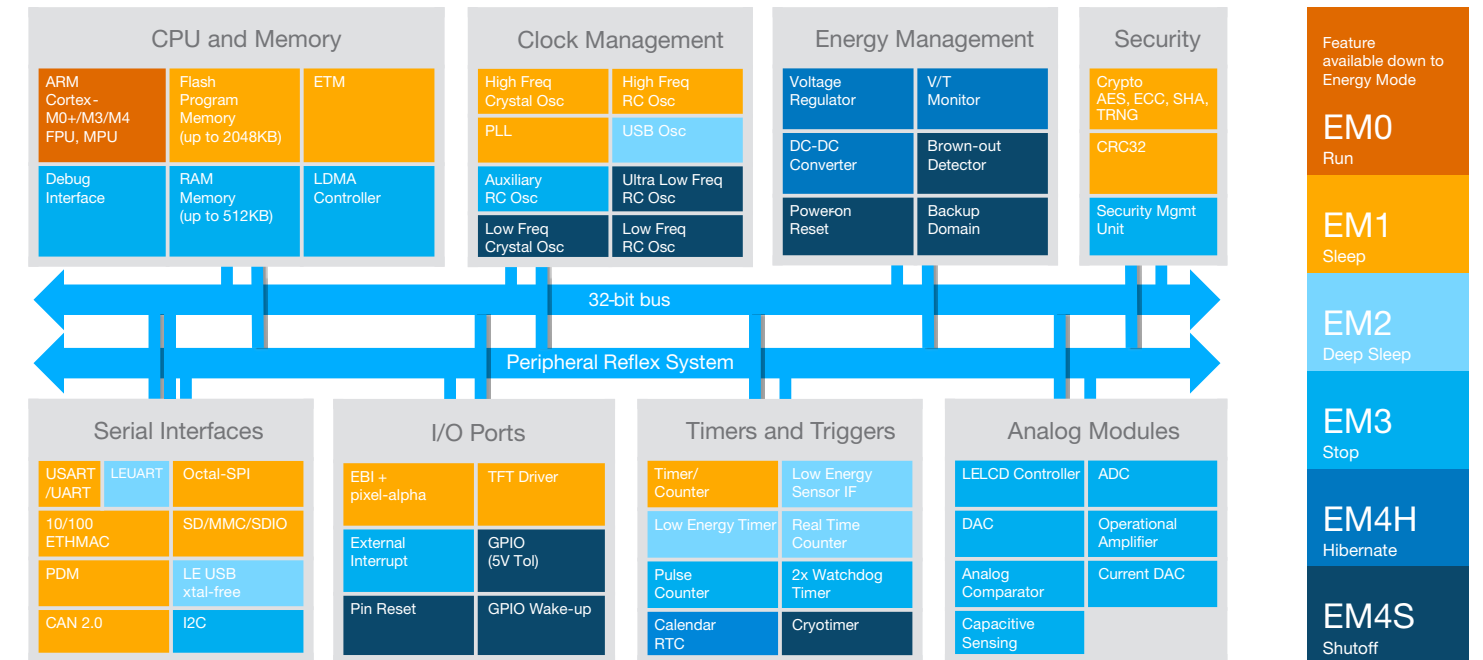 CPU and Memory
ARM
Cortex-
M0+/M3/M4
FPU, MPU
Flash
Program
Memory
(up to 2048KB)
ETM
Debug
Interface
RAM
Memory
(up to 512KB)
LDMA
Controller
Clock Management
High Freq
Crystal Osc
High Freq
RC Osc
PLL
USB Osc
Auxiliary
RC Osc
Ultra Low Freq
RC Osc
Low Freq
Crystal Osc
Low Freq
RC Osc
Energy Management
Voltage
Regulator
V/T
Monitor
DC-DC
Converter
Brown-out
Detector
Power-on
Reset
Backup
Domain
Security
Crypto
AES, ECC, SHA,
TRNG
CRC32
Security Mgmt
Unit
32-bit bus
Peripheral Reflex System
Serial Interfaces
USART
/UART
LEUART
Octal-SPI
10/100
ETHMAC
SD/MMC/SDIO
PDM
LE USB
xtal-free
CAN 2.0
I2C
I/O Ports
EBI +
pixel-alpha
TFT Driver
External
Interrupt
GPIO
(5V Tol)
Pin Reset
GPIO Wake-up
Timers and Triggers
Timer/
Counter
Low Energy
Sensor IF
Low Energy Timer
Real Time
Counter
Pulse
Counter
2x Watchdog
Timer
Calendar
RTC
Cryotimer
Analog Modules
LELCD Controller
ADC
DAC
Operational
Amplifier
Analog
Comparator
Current DAC
Capacitive
Sensing
Feature
available down to
Energy Mode
EM0
Run
EM1
Sleep
EM2
Deep Sleep
EM3
Stop
EM4H
Hibernate
EM4S
Shutoff